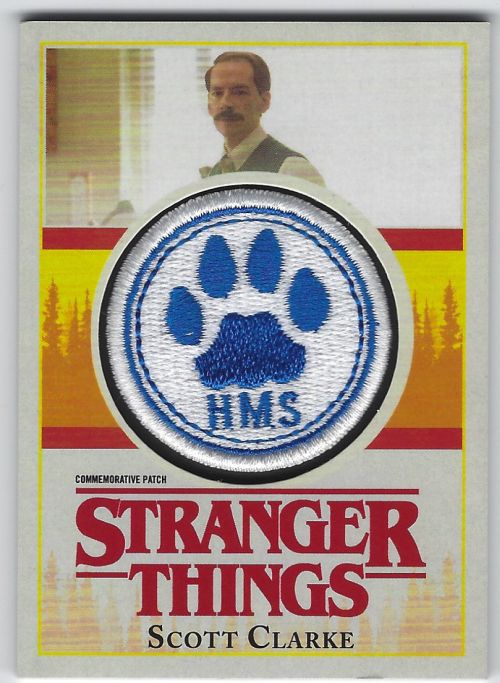 HMS
COMMEMORATIVE PATCH
STRANGER
THINGS
SCOTT CLARKE